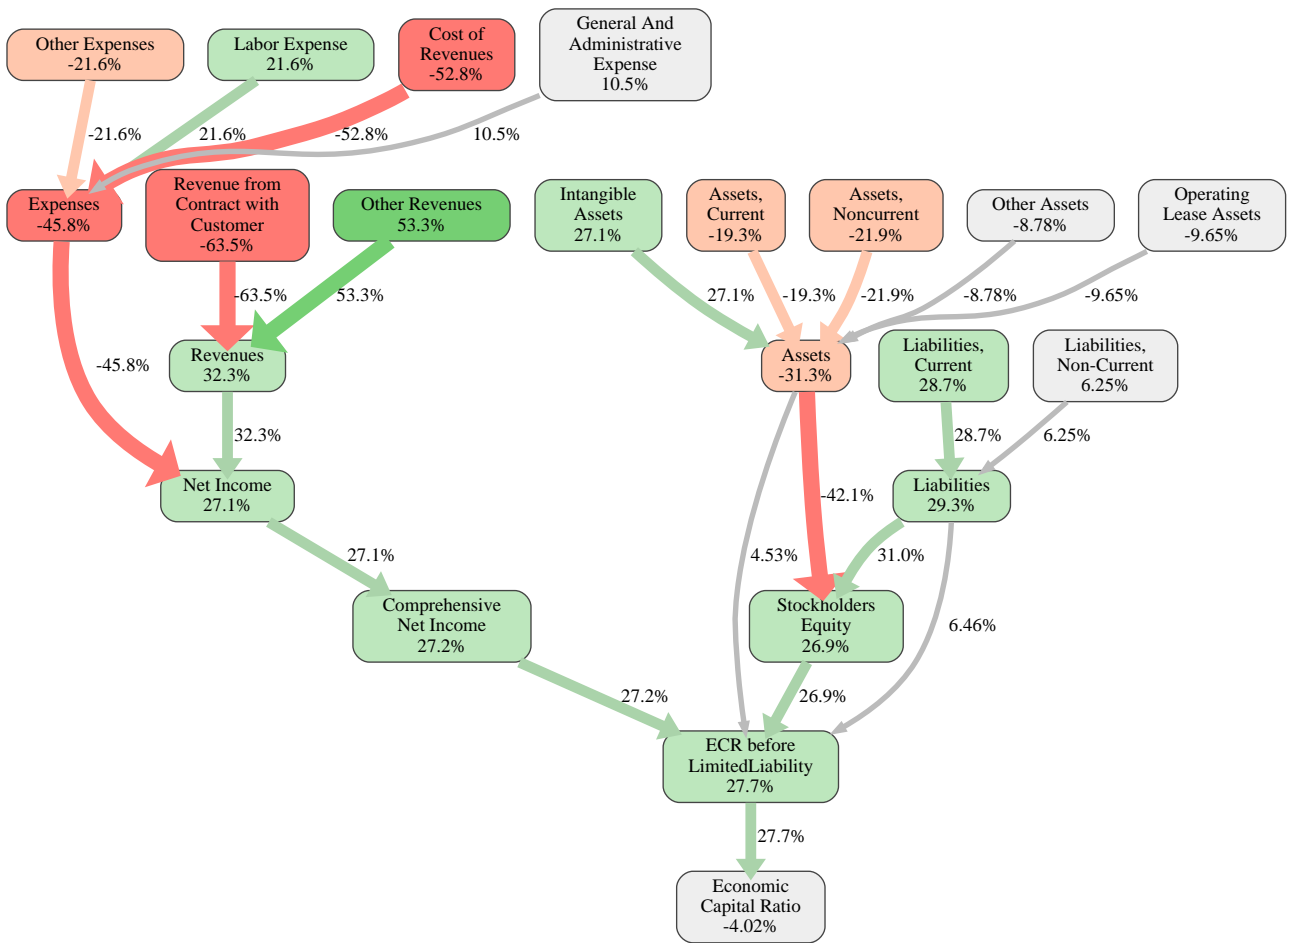 Other Expenses
-21.6%
Labor Expense
21.6%
Cost of
Revenues
-52.8%
General And
Administrative
Expense
10.5%
-21.6%
21.6%
-52.8%
10.5%
Expenses
-45.8%
Revenue from
Contract with
Customer
-63.5%
Other Revenues
53.3%
Intangible
Assets
27.1%
Assets,
Current
-19.3%
Assets,
Noncurrent
-21.9%
Other Assets
-8.78%
Operating
Lease Assets
-9.65%
-63.5%
53.3%
27.1%
-19.3%
-21.9%
-8.78%
-9.65%
-45.8%
Revenues
32.3%
Assets
-31.3%
Liabilities,
Current
28.7%
Liabilities,
Non-Current
6.25%
32.3%
28.7%
6.25%
Net Income
27.1%
-42.1%
Liabilities
29.3%
27.1%
4.53%
31.0%
Comprehensive
Net Income
27.2%
Stockholders
Equity
26.9%
6.46%
27.2%
26.9%
ECR before
LimitedLiability
27.7%
27.7%
Economic
Capital Ratio
-4.02%